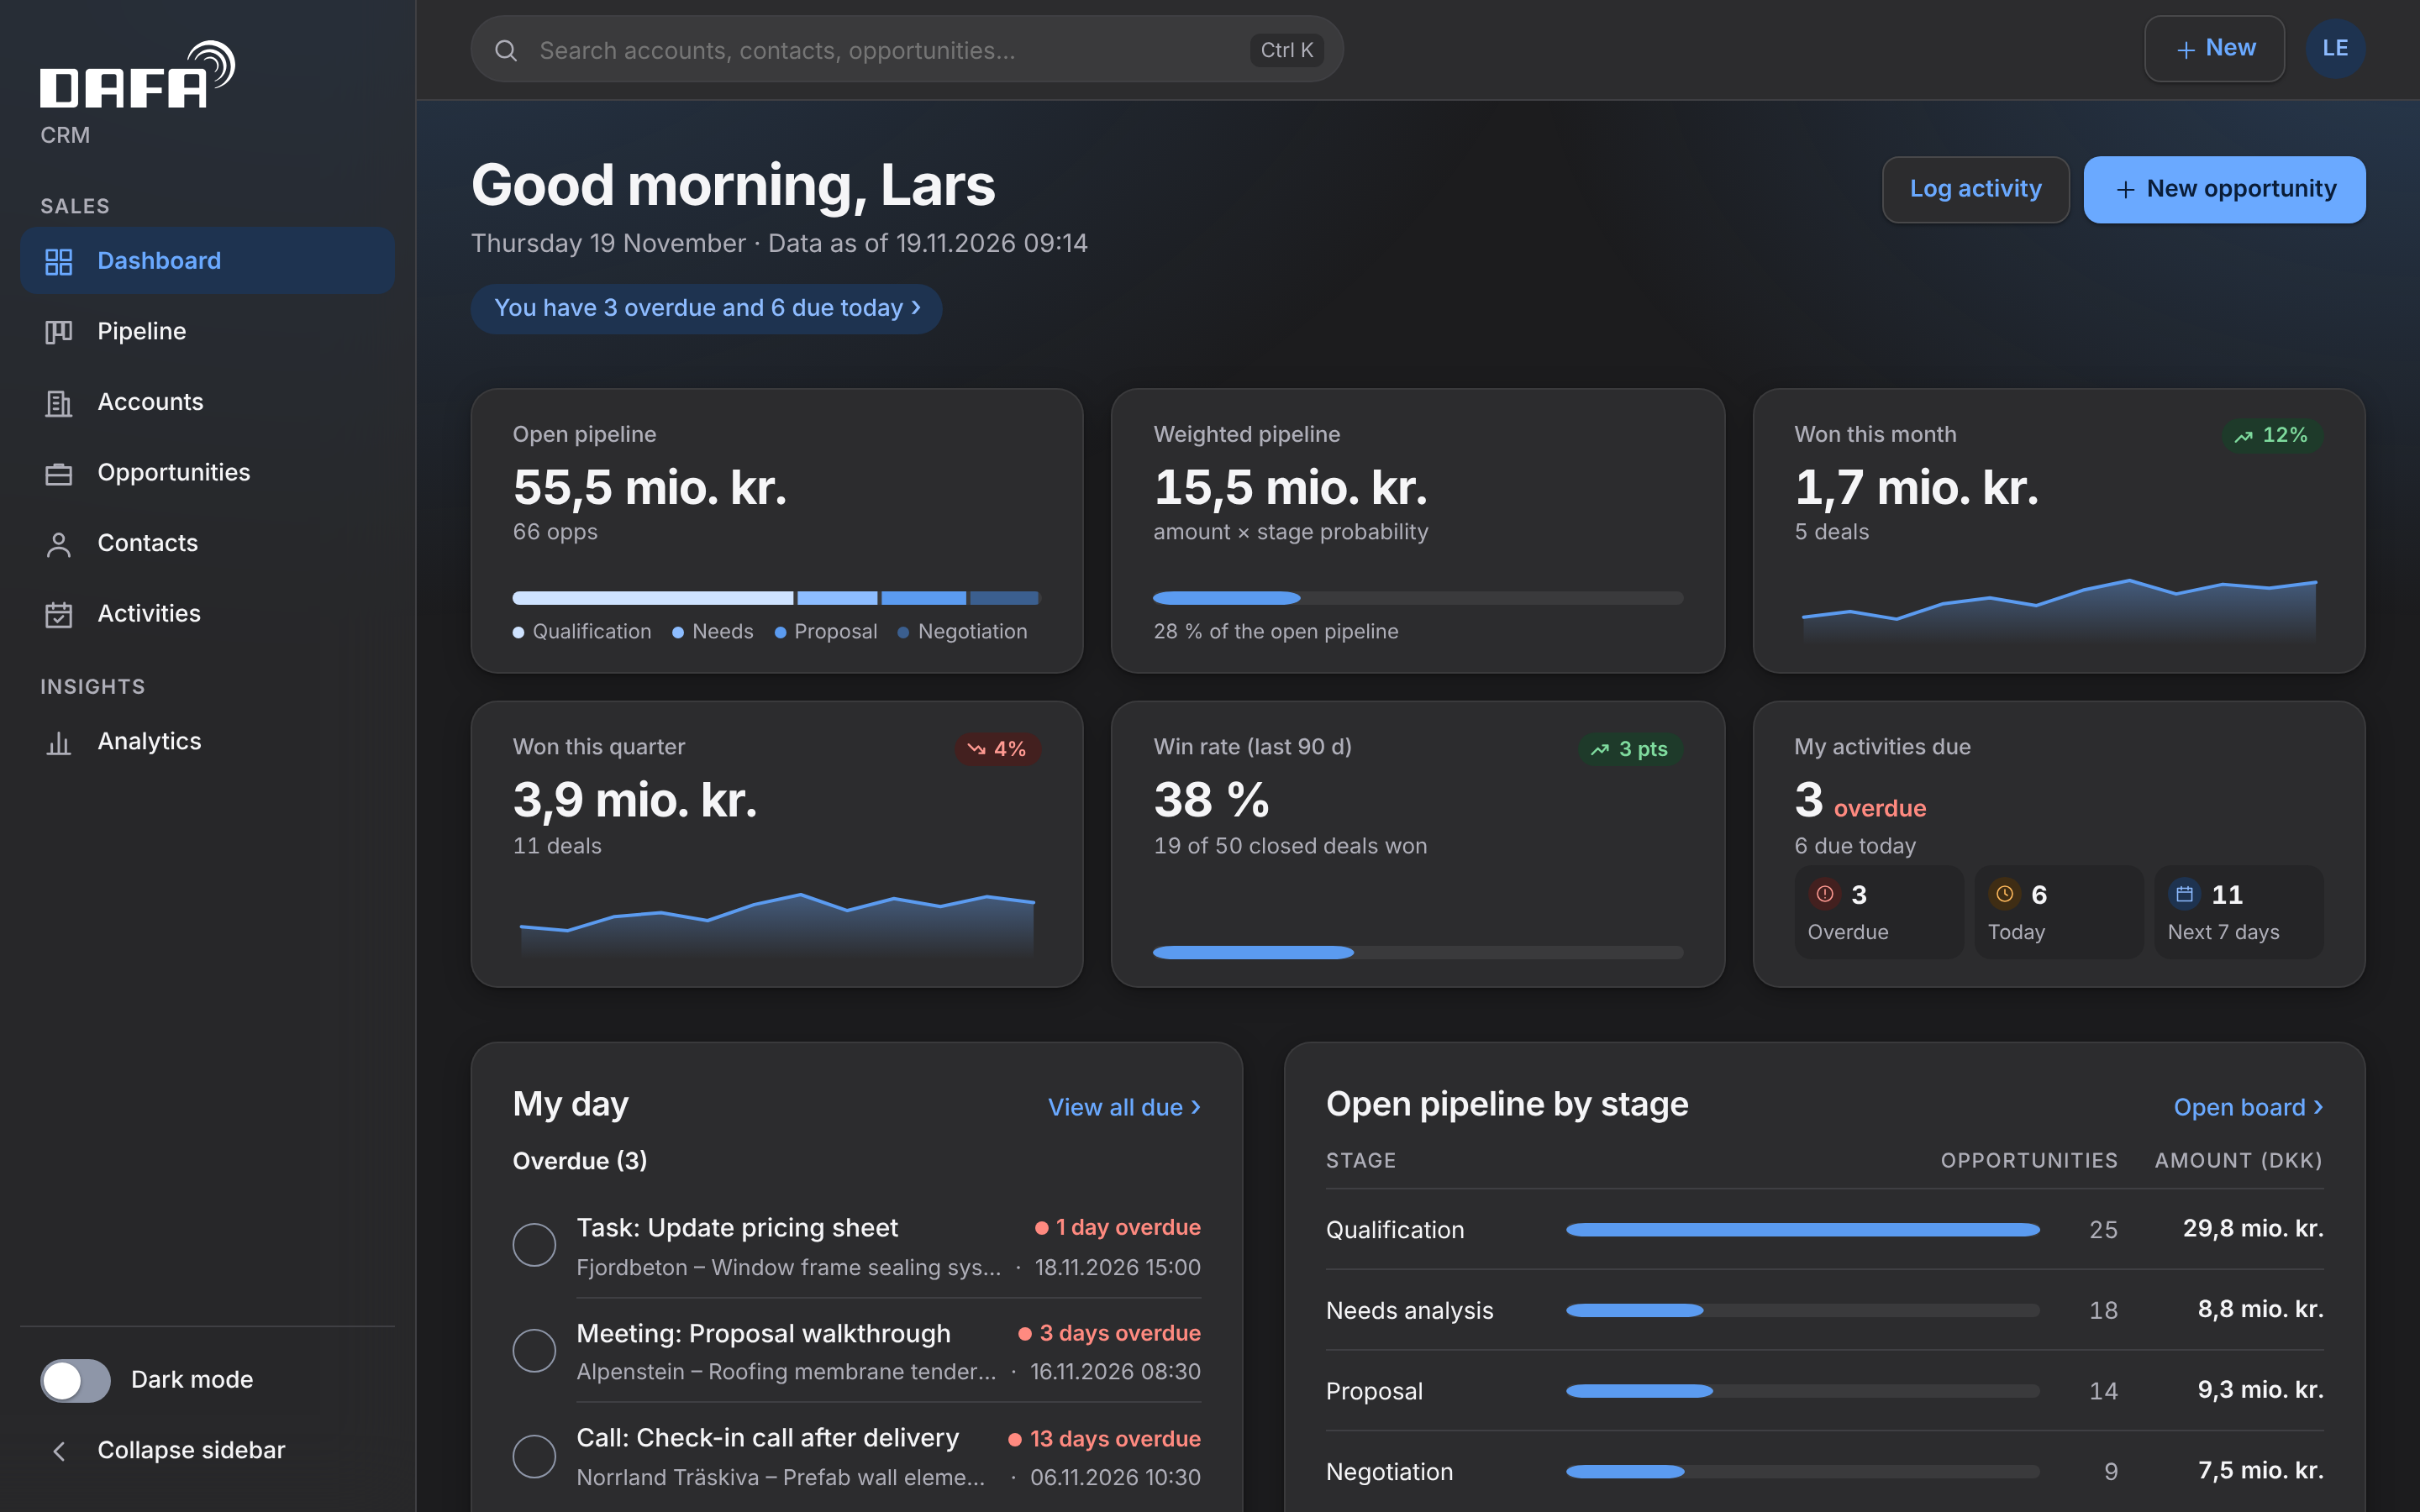 DAFA
CRM
SALES
Dashboard
Pipeline
Accounts
Opportunities
Contacts
Activities
INSIGHTS
Analytics
Dark mode
Collapse sidebar
Search accounts, contacts, opportunities...
Ctrl K
+ New
LE
Good morning, Lars
Thursday 19 November · Data as of 19.11.2026 09:14
You have 3 overdue and 6 due today ›
Log activity
+ New opportunity
Open pipeline
55,5 mio. kr.
66 opps
Qualification Needs Proposal Negotiation
Weighted pipeline
15,5 mio. kr.
amount × stage probability
28 % of the open pipeline
Won this month
12%
1,7 mio. kr.
5 deals
Won this quarter
4%
3,9 mio. kr.
11 deals
Win rate (last 90 d)
3 pts
38 %
19 of 50 closed deals won
My activities due
3 overdue
6 due today
3
Overdue
6
Today
11
Next 7 days
My day
View all due ›
Overdue (3)
Task: Update pricing sheet
1 day overdue
Fjordbeton – Window frame sealing sys... · 18.11.2026 15:00
Meeting: Proposal walkthrough
3 days overdue
Alpenstein – Roofing membrane tender... · 16.11.2026 08:30
Call: Check-in call after delivery
13 days overdue
Norrland Träskiva – Prefab wall eleme... · 06.11.2026 10:30
Open pipeline by stage
Open board ›
STAGE OPPORTUNITIES AMOUNT (DKK)
Qualification 25 29,8 mio. kr.
Needs analysis 18 8,8 mio. kr.
Proposal 14 9,3 mio. kr.
Negotiation 9 7,5 mio. kr.